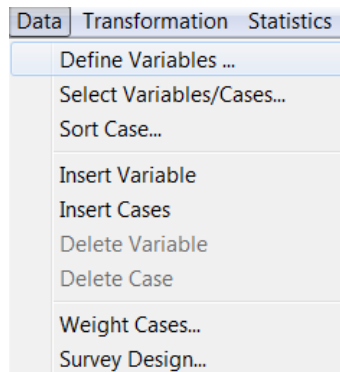 Data Transformation Statistics
Define Variables ...
Select Variables/Cases...
Sort Case...
Insert Variable
Insert Cases
Delete Variable
Delete Case
Weight Cases...
Survey Design...